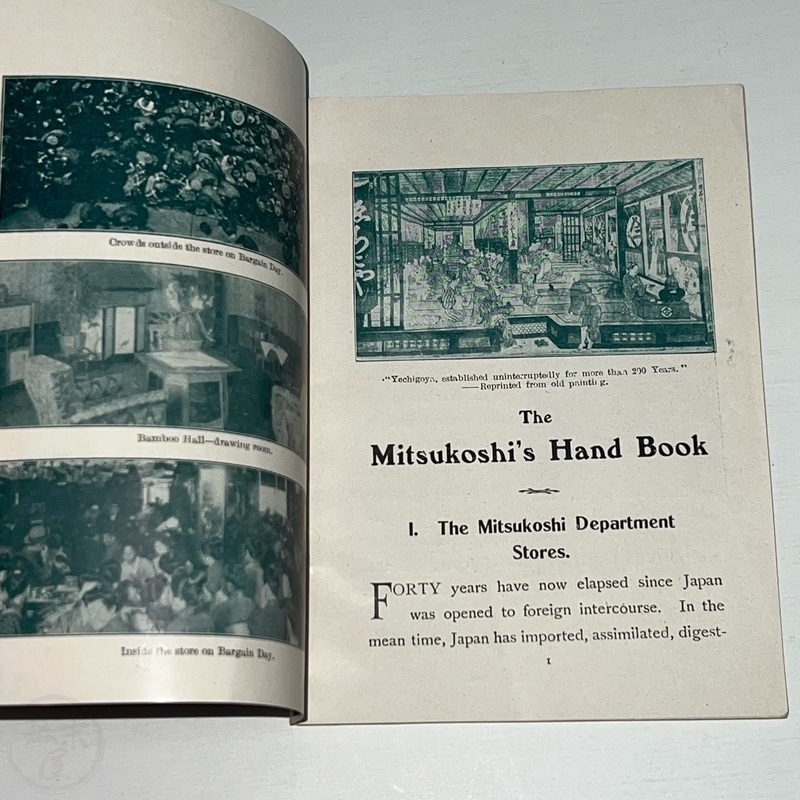 Crowds outside the store on Bargain Day.
Bamboo Hall—drawing room.
Inside the store on Bargain Day.
"Yechigoya, established uninterruptedly for more than 290 Years."
—Reprinted from old painting.
The
Mitsukoshi's Hand Book
I. The Mitsukoshi Department
Stores.
FORTY years have now elapsed since Japan
was opened to foreign intercourse. In the
mean time, Japan has imported, assimilated, digest-
1